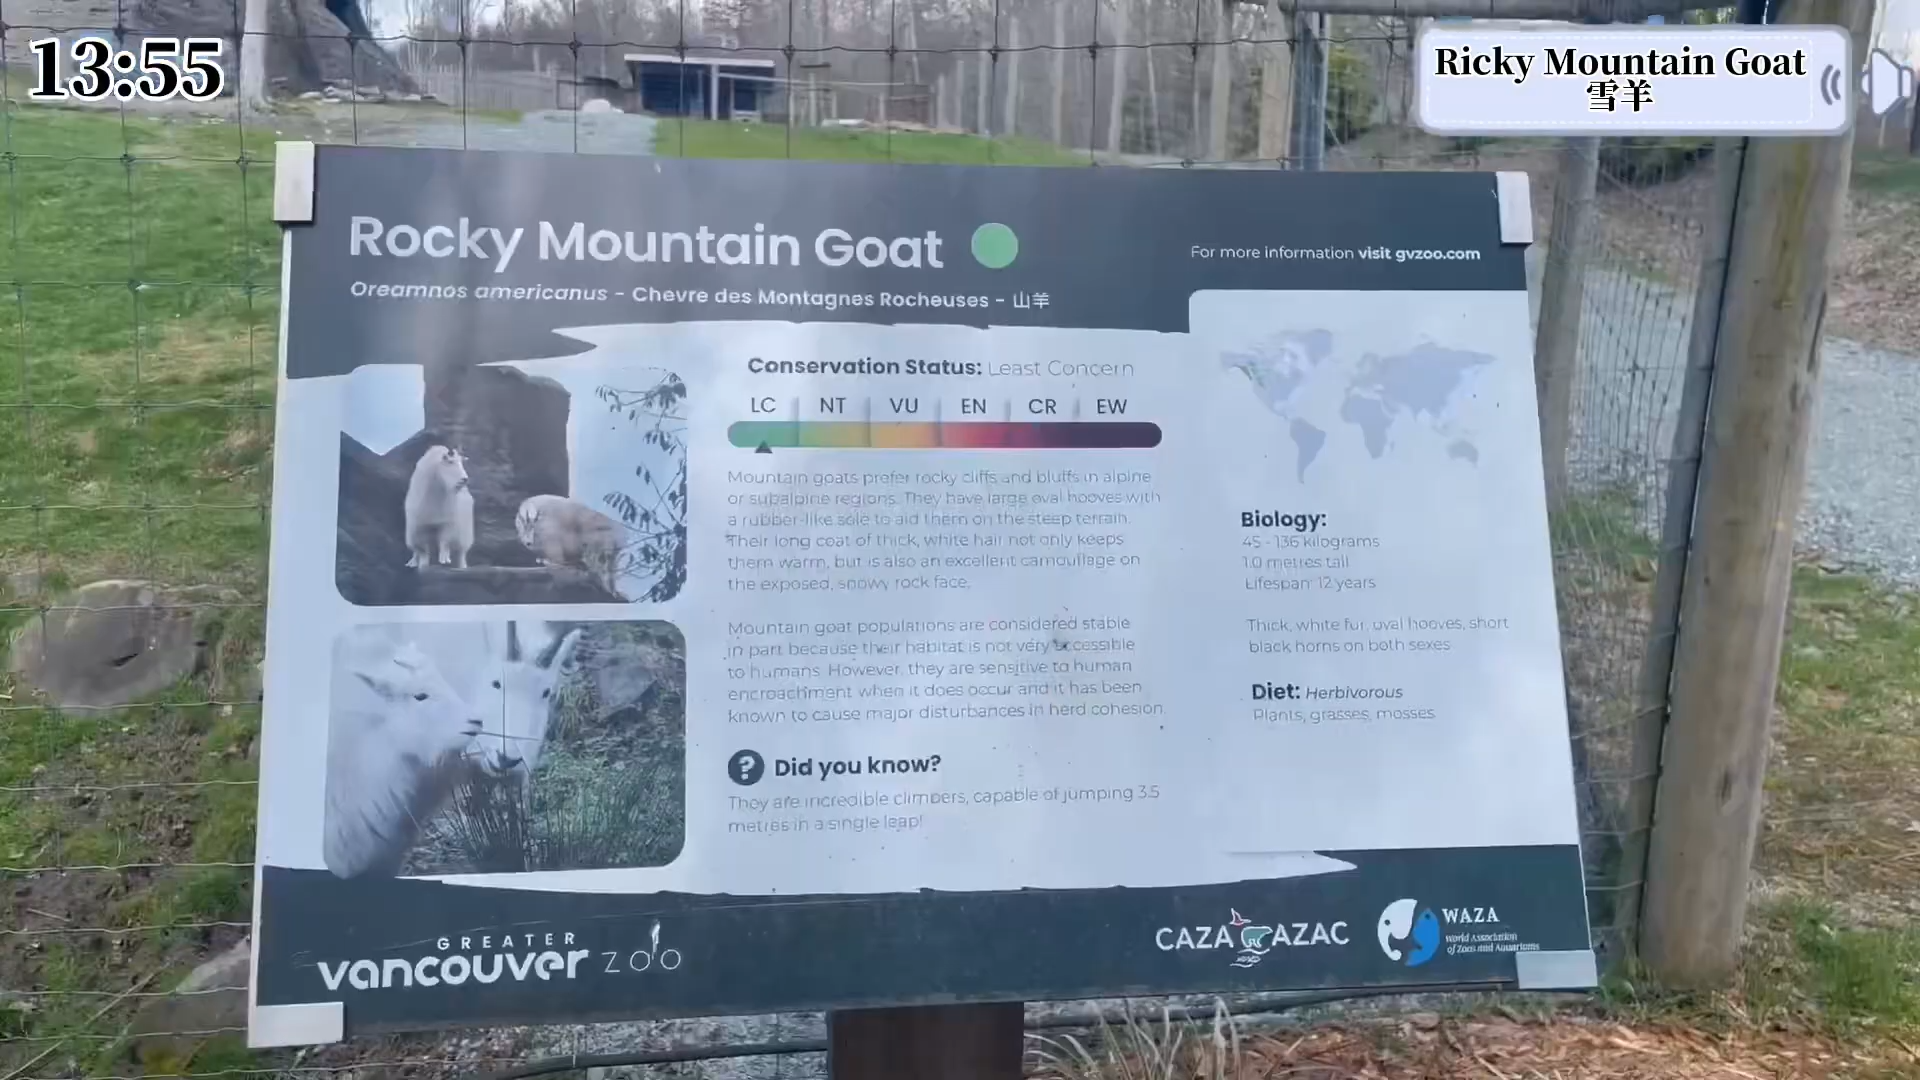 13:55
Ricky Mountain Goat
雪羊
Rocky Mountain Goat
For more information visit gvzoo.com
Oreamnos americanus - Chevre des Montagnes Rocheuses - 山羊
Conservation Status: Least Concern
LC NT VU EN CR EW
Mountain goats prefer rocky cliffs and bluffs in alpine
or subalpine regions. They have large oval hooves with
a rubber-like sole to aid them on the steep terrain.
Their long coat of thick, white hair not only keeps
them warm, but is also an excellent camouflage on
the exposed, snowy rock face.
Mountain goat populations are considered stable
in part because their habitat is not very accessible
to humans. However, they are sensitive to human
encroachment when it does occur and it has been
known to cause major disturbances in herd cohesion.
Did you know?
They are incredible climbers, capable of jumping 3.5
metres in a single leap!
Biology:
45 - 136 kilograms
1.0 metres tall
Lifespan: 12 years
Thick, white fur, oval hooves, short
black horns on both sexes
Diet: Herbivorous
Plants, grasses, mosses
GREATER
vancouver zoo
CAZA AZAC
WAZA
World Association
of Zoos and Aquariums